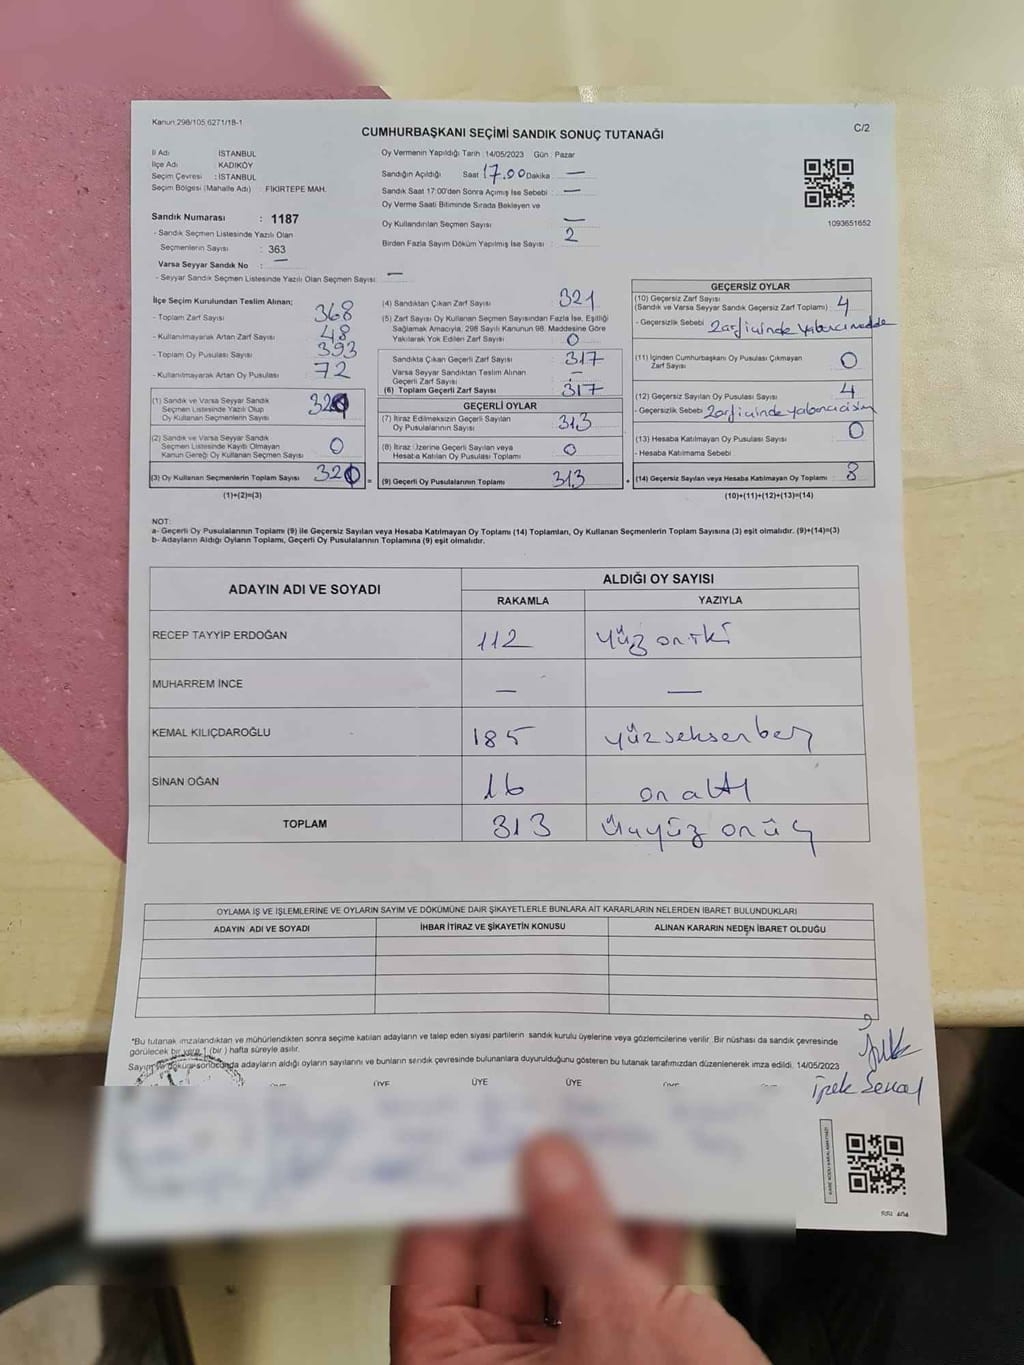 Kanun:298/105 6271/18-1
C/2
CUMHURBAŞKANI SEÇİMİ SANDIK SONUÇ TUTANAĞI
İl Adı : İSTANBUL
İlçe Adı : KADIKÖY
Seçim Çevresi : İSTANBUL
Seçim Bölgesi (Mahalle Adı) : FİKİRTEPE MAH.
Sandık Numarası : 1187
- Sandık Seçmen Listesinde Yazılı Olan
Seçmenlerin Sayısı : 363
Varsa Seyyar Sandık No : —
- Seyyar Sandık Seçmen Listesinde Yazılı Olan Seçmen Sayısı : —
Oy Vermenin Yapıldığı Tarih :14/05/2023 Gün : Pazar
Sandığın Açıldığı Saat 17.00 Dakika —
Sandık Saat 17:00'den Sonra Açımış İse Sebebi —
Oy Verme Saati Bitiminde Sırada Bekleyen ve
Oy Kullandırılan Seçmen Sayısı —
Birden Fazla Sayım Döküm Yapılmış İse Sayısı 2
1093651652
İlçe Seçim Kurulundan Teslim Alınan;
- Toplam Zarf Sayısı 368
- Kullanılmayarak Artan Zarf Sayısı 48
- Toplam Oy Pusulası Sayısı 393
- Kullanılmayarak Artan Oy Pusulası 72
(1) Sandık ve Varsa Seyyar Sandık
Seçmen Listesinde Yazılı Olup
Oy Kullanan Seçmenlerin Sayısı
(2) Sandık ve Varsa Seyyar Sandık
Seçmen Listesinde Kayıtlı Olmayan
Kanun Gereği Oy Kullanan Seçmen Sayısı 0
(3) Oy Kullanan Seçmenlerin Toplam Sayısı
(1)+(2)=(3)
(4) Sandıktan Çıkan Zarf Sayısı 321
(5) Zarf Sayısı Oy Kullanan Seçmen Sayısından Fazla İse, Eşitliği
Sağlamak Amacıyla, 298 Sayılı Kanunun 98. Maddesine Göre
Yakılarak Yok Edilen Zarf Sayısı 0
Sandıkta Çıkan Geçerli Zarf Sayısı 317
Varsa Seyyar Sandıktan Teslim Alınan
Geçerli Zarf Sayısı —
(6) Toplam Geçerli Zarf Sayısı 317
GEÇERLİ OYLAR
(7) İtiraz Edilmeksizin Geçerli Sayılan
Oy Pusulalarının Sayısı 313
(8) İtiraz Üzerine Geçerli Sayılan veya
Hesaba Katılan Oy Pusulası Toplamı 0
= (9) Geçerli Oy Pusulalarının Toplamı 313
GEÇERSİZ OYLAR
(10) Geçersiz Zarf Sayısı
(Sandık ve Varsa Seyyar Sandık Geçersiz Zarf Toplamı) 4
- Geçersizlik Sebebi zarf içinde yabancı madde
(11) İçinden Cumhurbaşkanı Oy Pusulası Çıkmayan
Zarf Sayısı 0
(12) Geçersiz Sayılan Oy Pusulası Sayısı 4
- Geçersizlik Sebebi zarf içinde yabancı
(13) Hesaba Katılmayan Oy Pusulası Sayısı 0
- Hesaba Katılmama Sebebi
+ (14) Geçersiz Sayılan veya Hesaba Katılmayan Oy Toplamı 8
(10)+(11)+(12)+(13)=(14)
NOT:
a- Geçerli Oy Pusulalarının Toplamı (9) ile Geçersiz Sayılan veya Hesaba Katılmayan Oy Toplamı (14) Toplamları, Oy Kullanan Seçmenlerin Toplam Sayısına (3) eşit olmalıdır. (9)+(14)=(3)
b- Adayların Aldığı Oyların Toplamı, Geçerli Oy Pusulalarının Toplamına (9) eşit olmalıdır.
ADAYIN ADI VE SOYADI
ALDIĞI OY SAYISI
RAKAMLA YAZIYLA
RECEP TAYYİP ERDOĞAN 112 yüz oniki
MUHARREM İNCE — —
KEMAL KILIÇDAROĞLU 185 yüzseksenbeş
SİNAN OĞAN 16 on altı
TOPLAM 313 üçyüz onüç
OYLAMA İŞ VE İŞLEMLERİNE VE OYLARIN SAYIM VE DÖKÜMÜNE DAİR ŞİKAYETLERLE BUNLARA AİT KARARLARIN NELERDEN İBARET BULUNDUKLARI
ADAYIN ADI VE SOYADI İHBAR İTİRAZ VE ŞİKAYETİN KONUSU ALINAN KARARIN NEDEN İBARET OLDUĞU
*Bu tutanak imzalandıktan ve mühürlendikten sonra seçime katılan adayların ve talep eden siyasi partilerin sandık kurulu üyelerine veya gözlemcilerine verilir. Bir nüshası da sandık çevresinde
görülecek bir yere 1 (bir ) hafta süreyle asılır.
Sayım ve döküm sonucunda adayların aldığı oyların sayılarını ve bunların sandık çevresinde bulunanlara duyurulduğunu gösteren bu tutanak tarafımızdan düzenlenerek imza edildi. 14/05/2023
ÜYE ÜYE ÜYE ÜYE
İpek Şenal